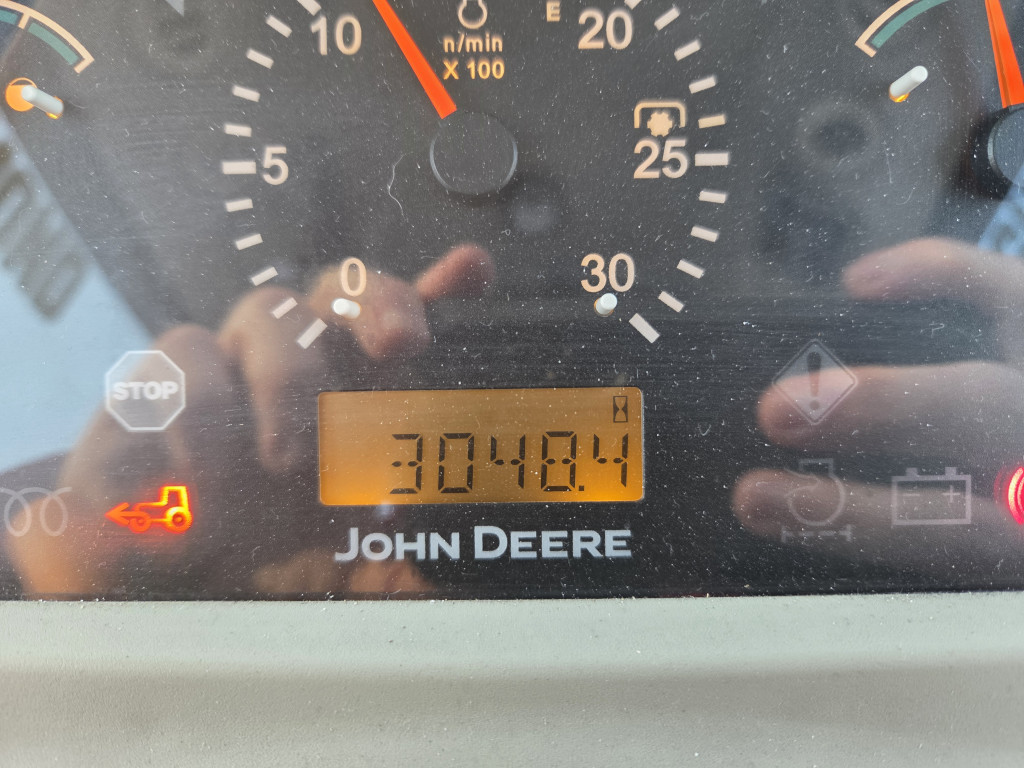 10 20
E
n/min
X 100
5 25
0 30
STOP
3048.4
JOHN DEERE